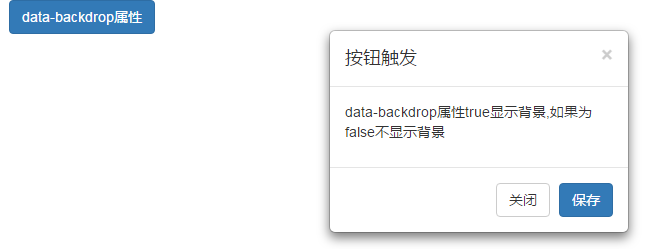 data-backdrop属性
按钮触发
×
data-backdrop属性true显示背景,如果为
false不显示背景
关闭 保存